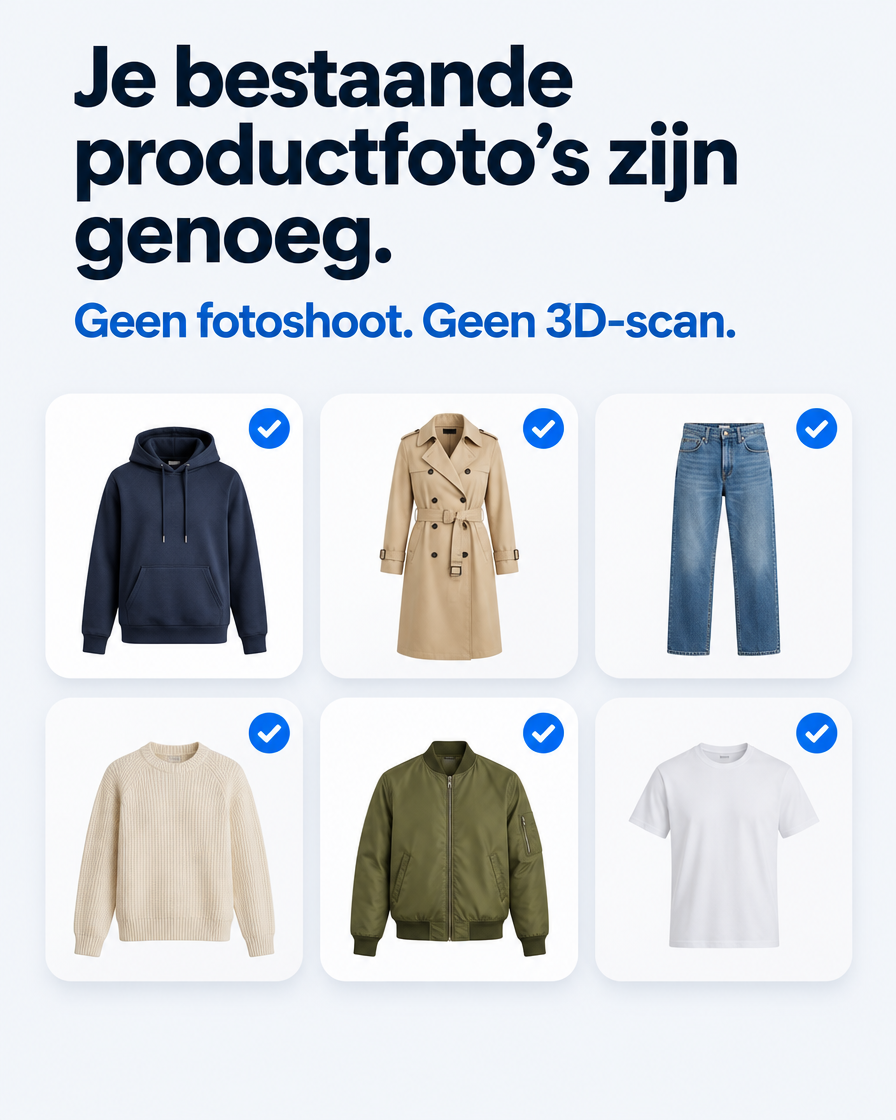 Je bestaande
productfoto’s zijn
genoeg.
Geen fotoshoot. Geen 3D-scan.